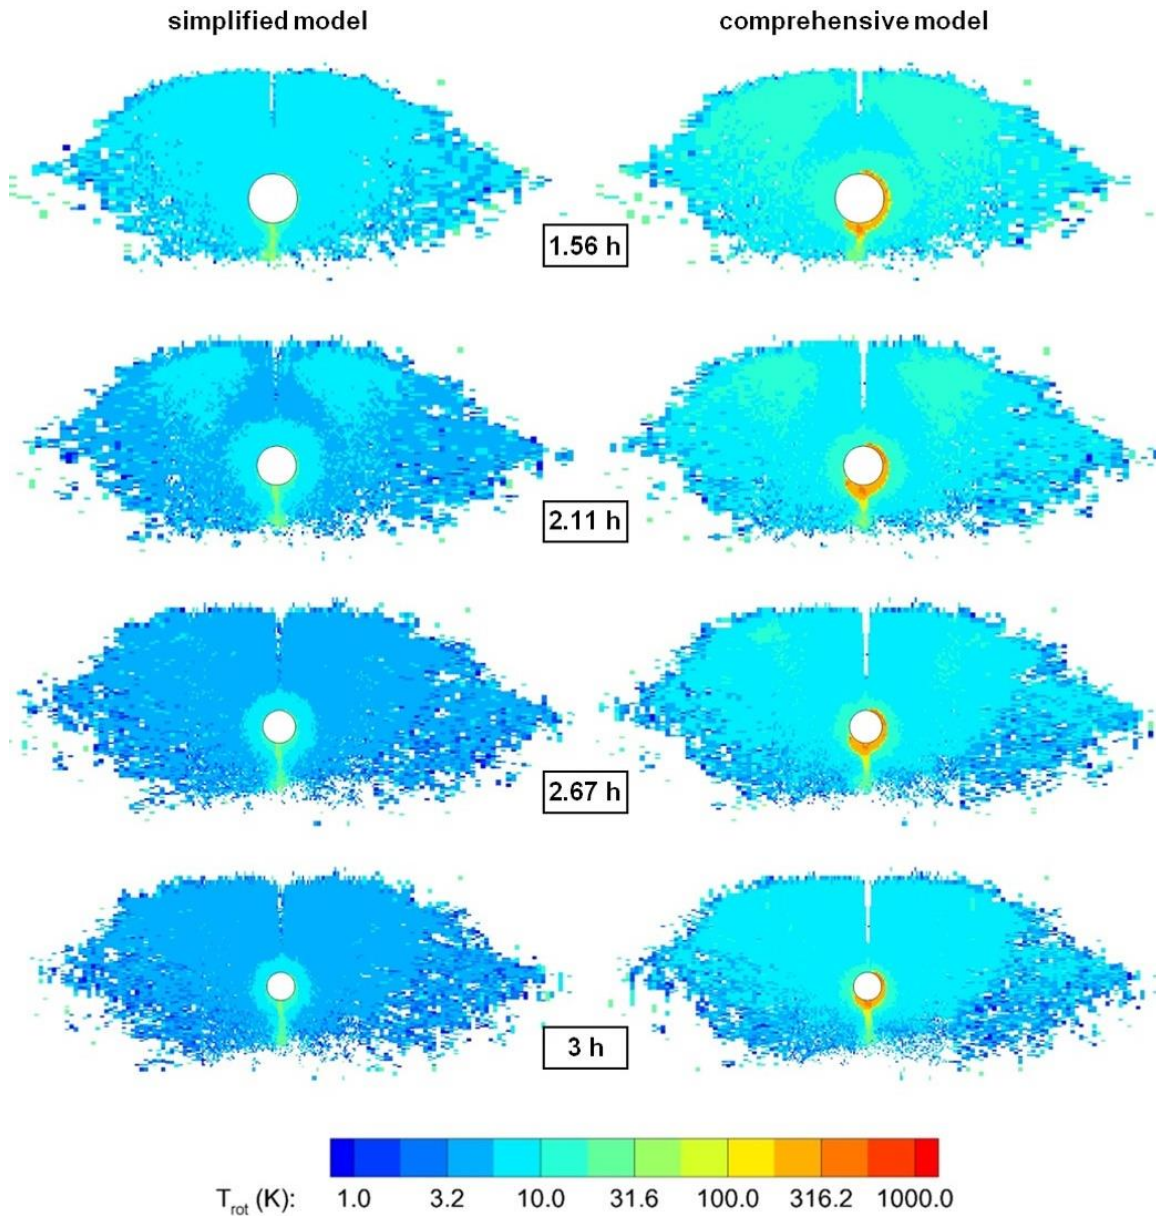 simplified model
comprehensive model
1.56 h
2.11 h
2.67 h
3 h
T_rot (K): 1.0 3.2 10.0 31.6 100.0 316.2 1000.0